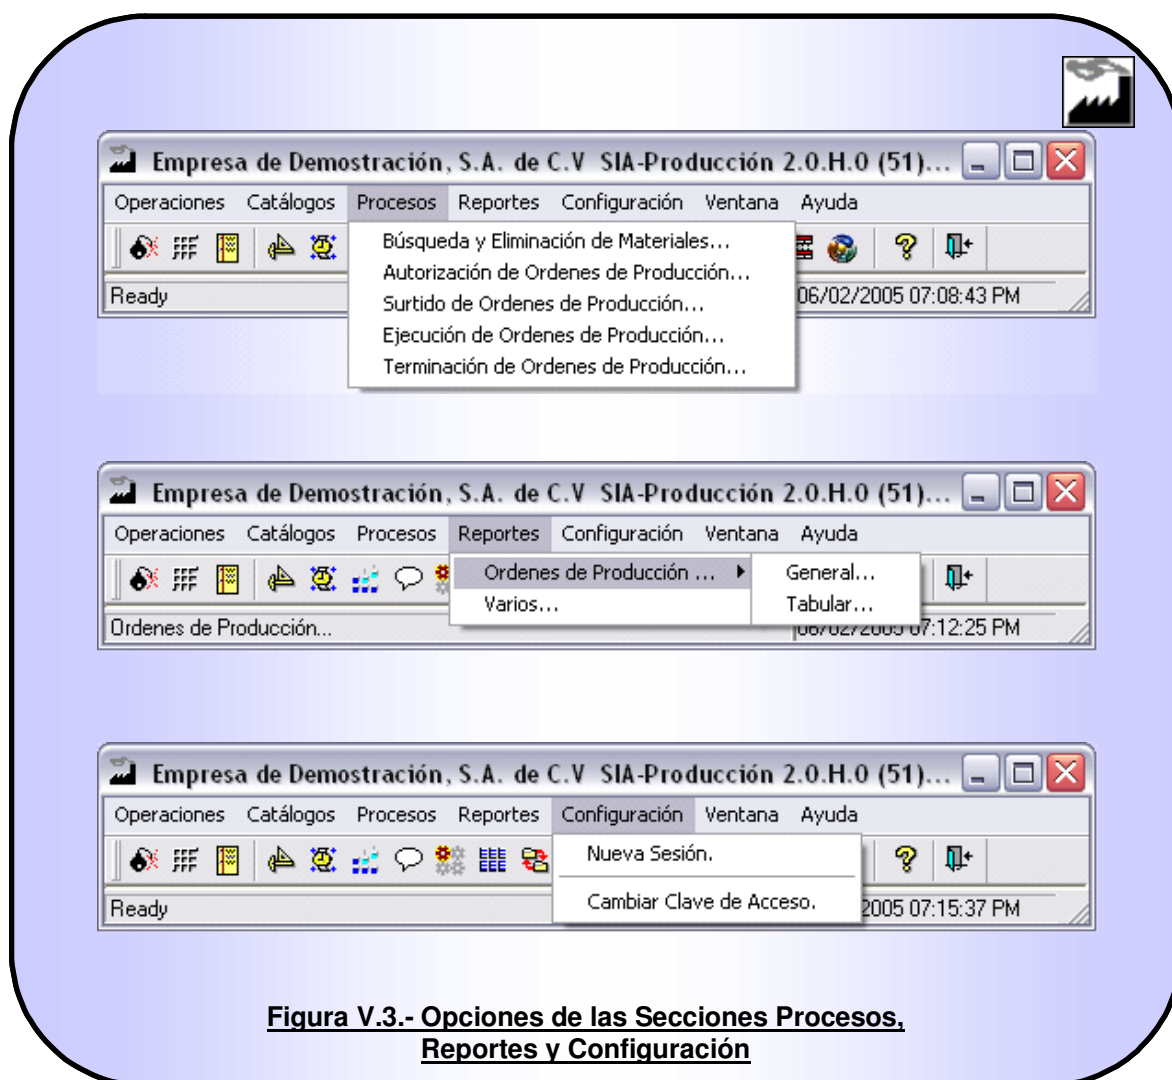 Empresa de Demostración, S.A. de C.V SIA-Producción 2.0.H.0 (51)...
Operaciones Catálogos Procesos Reportes Configuración Ventana Ayuda
Búsqueda y Eliminación de Materiales...
Autorización de Ordenes de Producción...
Surtido de Ordenes de Producción...
Ejecución de Ordenes de Producción...
Terminación de Ordenes de Producción...
Ready 06/02/2005 07:08:43 PM
Empresa de Demostración, S.A. de C.V SIA-Producción 2.0.H.0 (51)...
Operaciones Catálogos Procesos Reportes Configuración Ventana Ayuda
Ordenes de Producción ... General...
Varios... Tabular...
Ordenes de Producción... 06/02/2005 07:12:25 PM
Empresa de Demostración, S.A. de C.V SIA-Producción 2.0.H.0 (51)...
Operaciones Catálogos Procesos Reportes Configuración Ventana Ayuda
Nueva Sesión.
Cambiar Clave de Acceso.
Ready 2005 07:15:37 PM
Figura V.3.- Opciones de las Secciones Procesos,
Reportes y Configuración